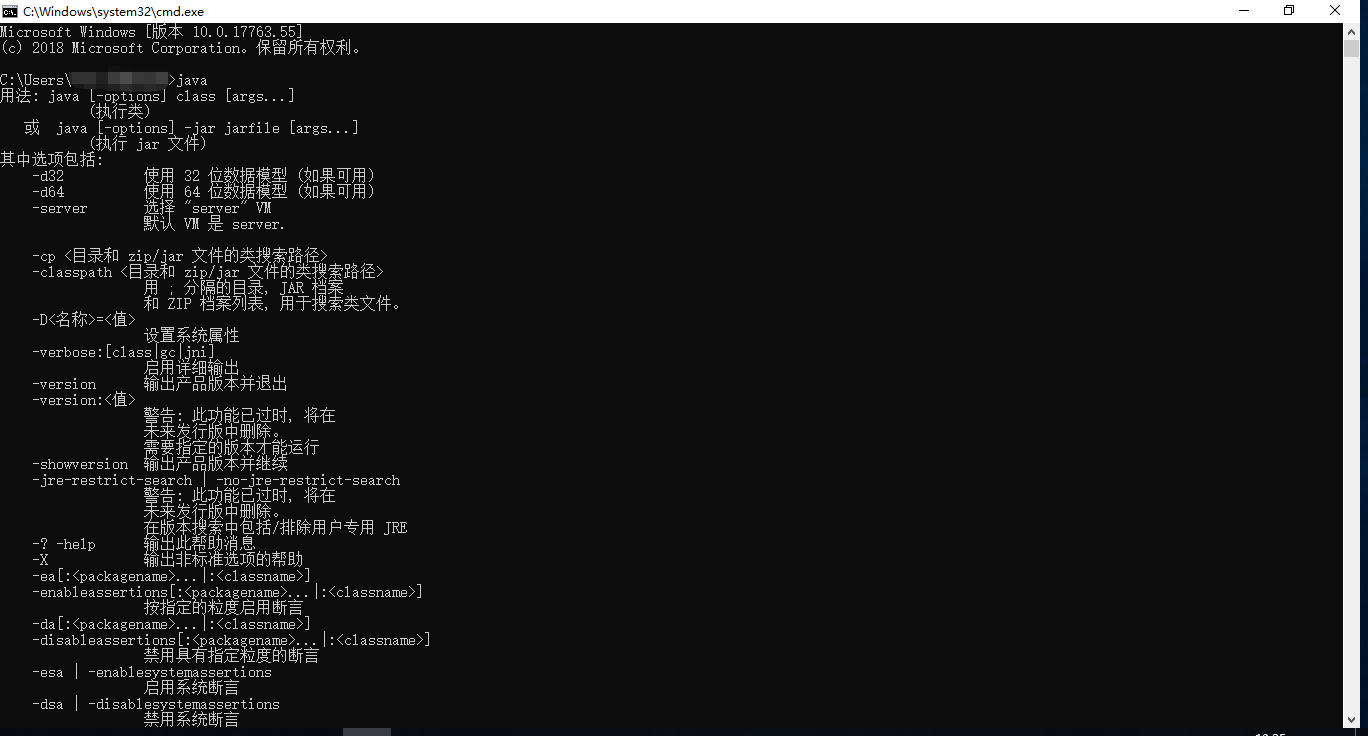 C:\Windows\system32\cmd.exe
Microsoft Windows [版本 10.0.17763.55]
(c) 2018 Microsoft Corporation。保留所有权利。
C:\Users\ >java
用法: java [-options] class [args...]
(执行类)
或 java [-options] -jar jarfile [args...]
(执行 jar 文件)
其中选项包括:
-d32 使用 32 位数据模型 (如果可用)
-d64 使用 64 位数据模型 (如果可用)
-server 选择 "server" VM
默认 VM 是 server.
-cp <目录和 zip/jar 文件的类搜索路径>
-classpath <目录和 zip/jar 文件的类搜索路径>
用 ; 分隔的目录, JAR 档案
和 ZIP 档案列表, 用于搜索类文件。
-D<名称>=<值>
设置系统属性
-verbose:[class|gc|jni]
启用详细输出
-version 输出产品版本并退出
-version:<值>
警告: 此功能已过时, 将在
未来发行版中删除。
需要指定的版本才能运行
-showversion 输出产品版本并继续
-jre-restrict-search | -no-jre-restrict-search
警告: 此功能已过时, 将在
未来发行版中删除。
在版本搜索中包括/排除用户专用 JRE
-? -help 输出此帮助消息
-X 输出非标准选项的帮助
-ea[:<packagename>...|:<classname>]
-enableassertions[:<packagename>...|:<classname>]
按指定的粒度启用断言
-da[:<packagename>...|:<classname>]
-disableassertions[:<packagename>...|:<classname>]
禁用具有指定粒度的断言
-esa | -enablesystemassertions
启用系统断言
-dsa | -disablesystemassertions
禁用系统断言